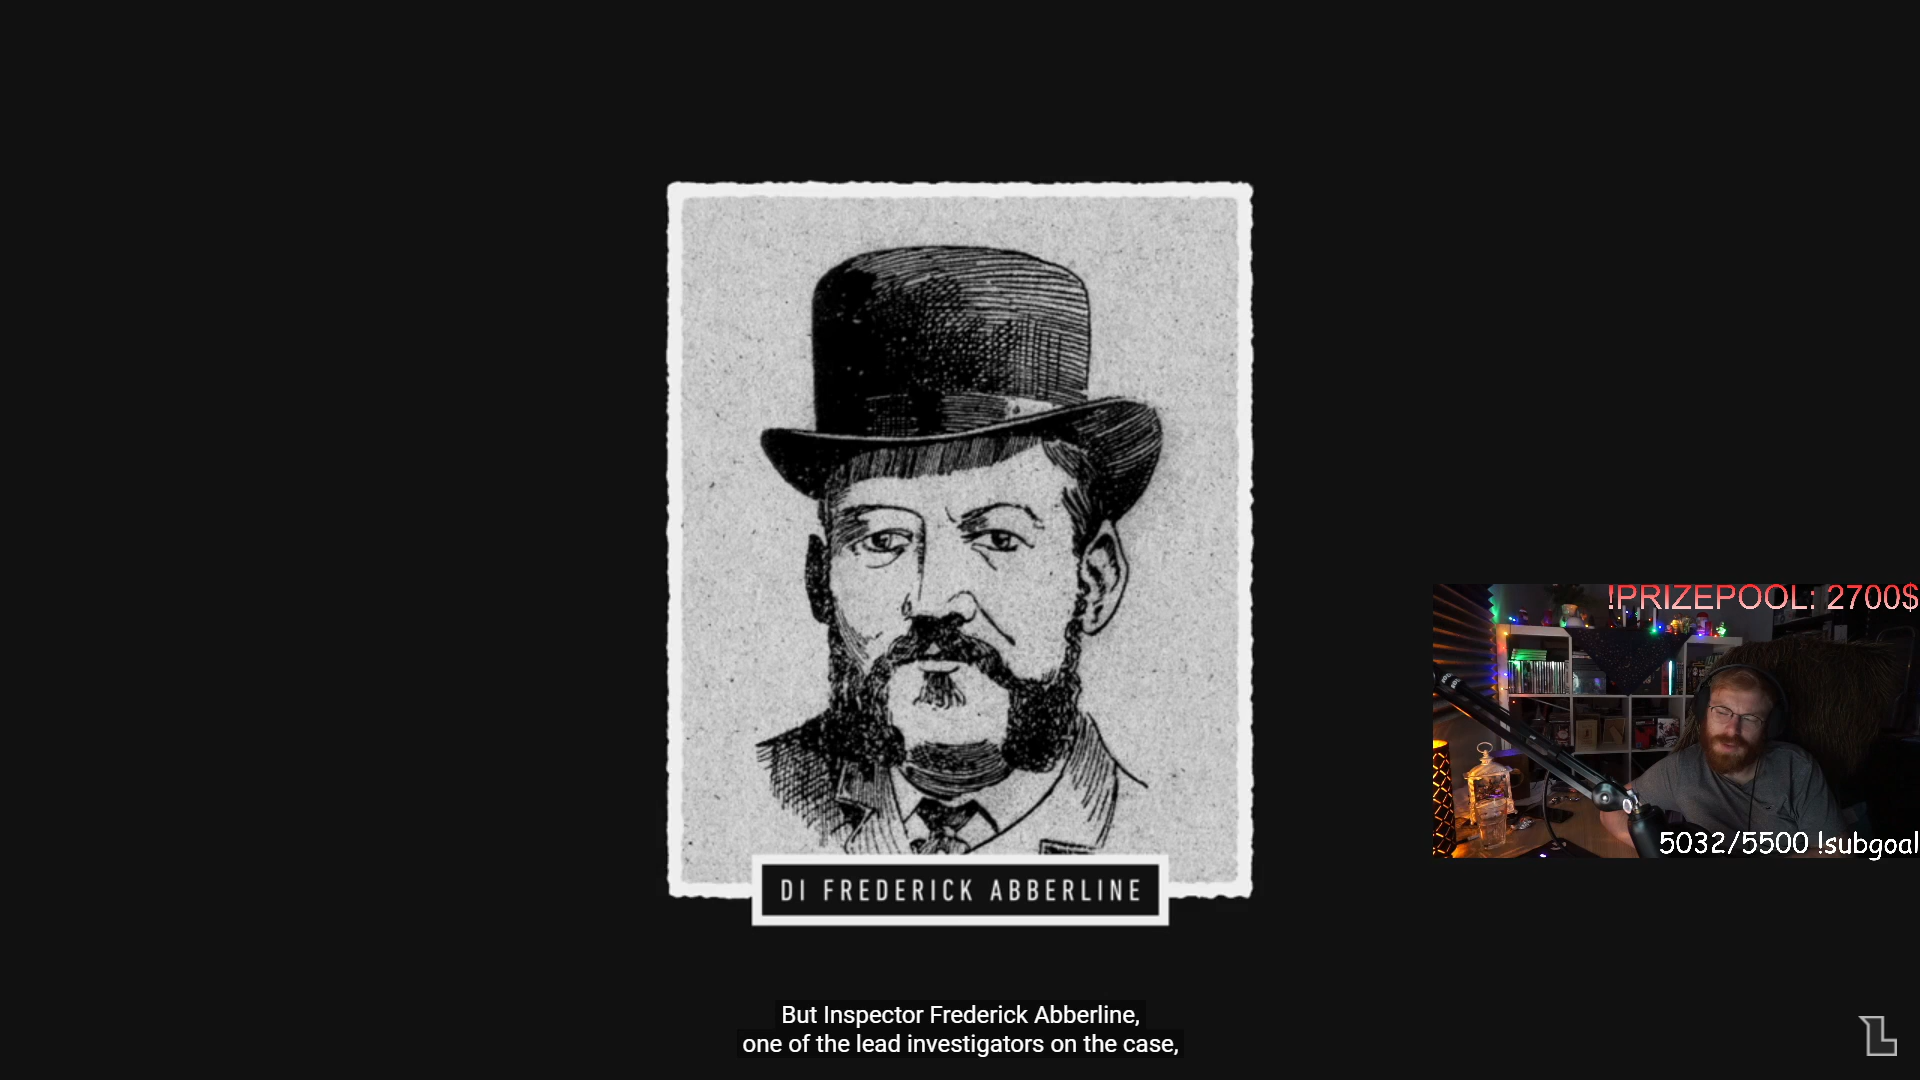 !PRIZEPOOL: 2700$
5032/5500 !subgoal
DI FREDERICK ABBERLINE
But Inspector Frederick Abberline,
one of the lead investigators on the case,